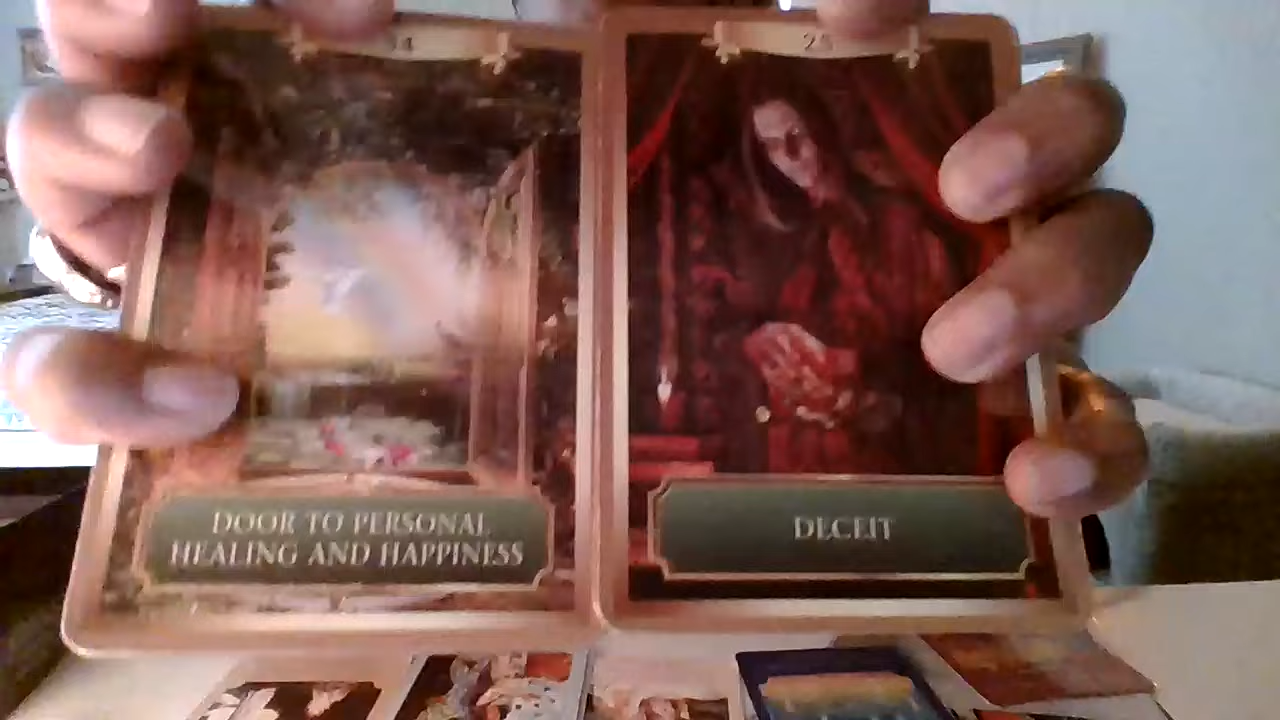 DOOR TO PERSONAL
HEALING AND HAPPINESS
DECEIT